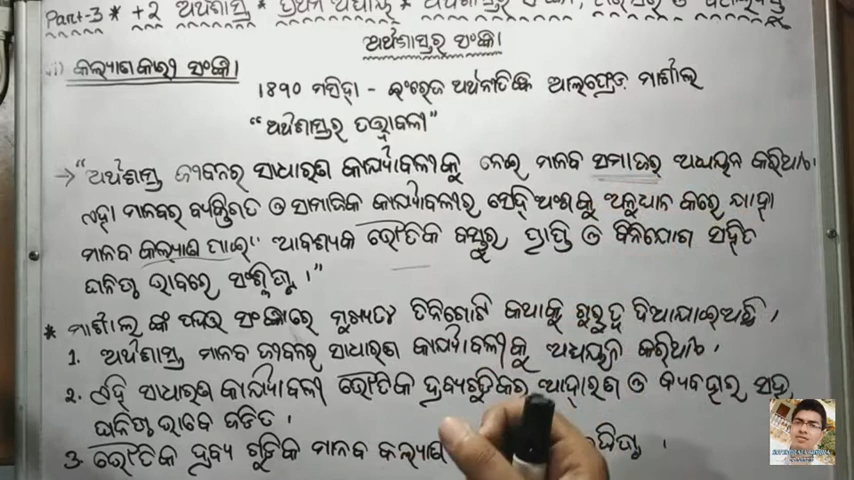 Part-3 * +2 ଅର୍ଥଶାସ୍ତ୍ର * ପ୍ରଥମ ଅଧ୍ୟାୟ *
ଅର୍ଥଶାସ୍ତ୍ରର ସଂଜ୍ଞା
କଲ୍ୟାଣକାରୀ ସଂଜ୍ଞା
1890 ମସିହା - ଇଂରେଜ ଅର୍ଥନୀତିଜ୍ଞ ଆଲଫ୍ରେଡ଼ ମାର୍ଶାଲ
"ଅର୍ଥଶାସ୍ତ୍ରର ତତ୍ତ୍ୱାବଳୀ"
→ "ଅର୍ଥଶାସ୍ତ୍ର ଜୀବନର ସାଧାରଣ କାର୍ଯ୍ୟାବଳୀକୁ ନେଇ ମାନବ ସମାଜର ଅଧ୍ୟୟନ କରିଥାଏ।
ଏହା ମାନବର ବ୍ୟକ୍ତିଗତ ଓ ସାମାଜିକ କାର୍ଯ୍ୟାବଳୀର ସେହି ଅଂଶକୁ ଅନୁଧ୍ୟାନ କରେ ଯାହା
ମାନବ କଲ୍ୟାଣ ପାଇଁ ଆବଶ୍ୟକ ଭୌତିକ ବସ୍ତୁର ପ୍ରାପ୍ତି ଓ ବିନିଯୋଗ ସହିତ
ଘନିଷ୍ଠ ଭାବରେ ସଂଶ୍ଳିଷ୍ଟ।"
* ମାର୍ଶାଲ ଙ୍କ ସଂଜ୍ଞାରେ ମୁଖ୍ୟତଃ ତିନିଗୋଟି କଥାକୁ ଗୁରୁତ୍ୱ ଦିଆଯାଇଅଛି।
1. ଅର୍ଥଶାସ୍ତ୍ର ମାନବ ଜୀବନର ସାଧାରଣ କାର୍ଯ୍ୟାବଳୀକୁ ଅଧ୍ୟୟନ କରିଥାଏ।
2. ଏହି ସାଧାରଣ କାର୍ଯ୍ୟାବଳୀ ଭୌତିକ ଦ୍ରବ୍ୟଗୁଡ଼ିକର ଆହରଣ ଓ ବ୍ୟବହାର ସହ
ଘନିଷ୍ଠ ଭାବେ ଜଡିତ।
3. ଭୌତିକ ଦ୍ରବ୍ୟ ଗୁଡ଼ିକ ମାନବ କଲ୍ୟାଣ